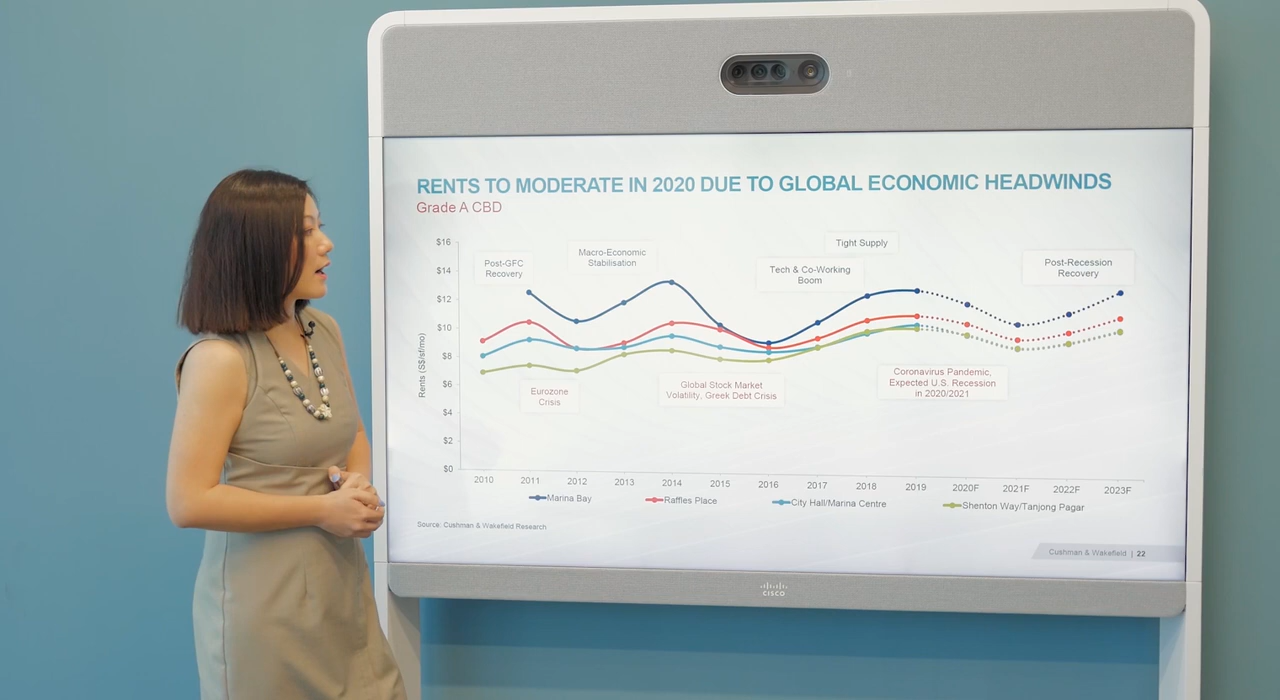 RENTS TO MODERATE IN 2020 DUE TO GLOBAL ECONOMIC HEADWINDS
Grade A CBD
$16
$14
$12
$10
$8
$6
$4
$2
$0
Rents (S$/sf/mo)
Post-GFC
Recovery
Macro-Economic
Stabilisation
Tight Supply
Tech & Co-Working
Boom
Post-Recession
Recovery
Eurozone
Crisis
Global Stock Market
Volatility, Greek Debt Crisis
Coronavirus Pandemic,
Expected U.S. Recession
in 2020/2021
2010 2011 2012 2013 2014 2015 2016 2017 2018 2019 2020F 2021F 2022F 2023F
Marina Bay Raffles Place City Hall/Marina Centre Shenton Way/Tanjong Pagar
Source: Cushman & Wakefield Research
Cushman & Wakefield | 22
CISCO